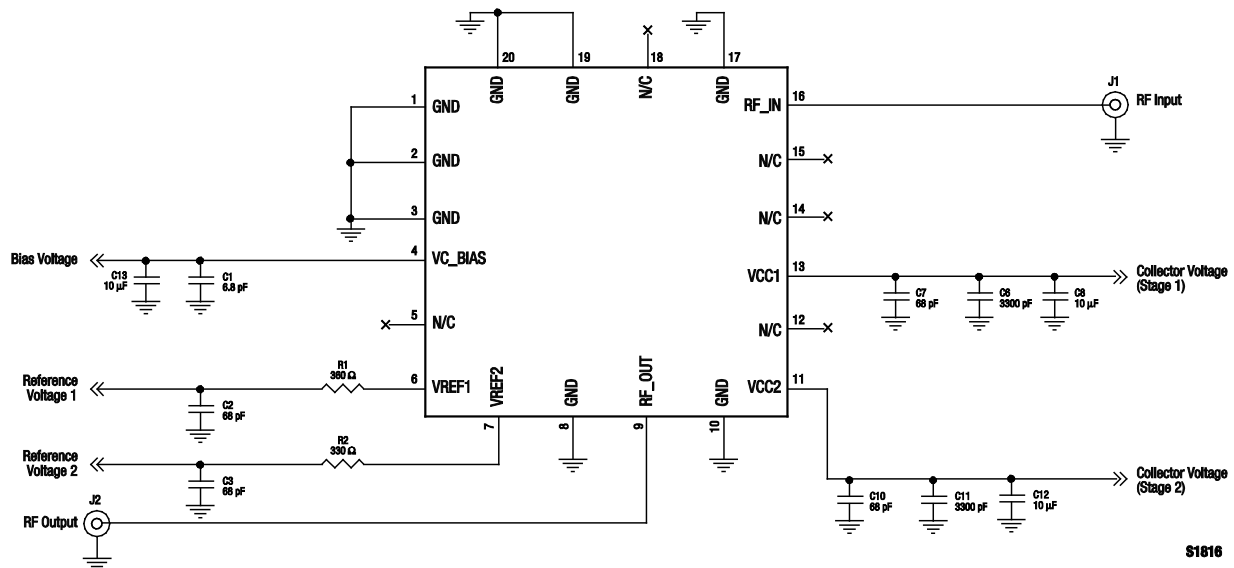 20
19
18
17
GND
GND
N/C
GND
J1
1
GND
RF_IN
16
RF Input
2
GND
N/C
15
3
GND
N/C
14
Bias Voltage
4
VC_BIAS
C13
10 µF
C1
6.8 pF
VCC1
13
Collector Voltage
(Stage 1)
C7
68 pF
C6
3300 pF
C8
10 µF
5
N/C
N/C
12
Reference
Voltage 1
R1
360 Ω
6
VREF1
VREF2
GND
RF_OUT
GND
VCC2
11
C2
68 pF
7
8
9
10
Reference
Voltage 2
R2
330 Ω
C3
68 pF
Collector Voltage
(Stage 2)
C10
68 pF
C11
3300 pF
C12
10 µF
J2
RF Output
S1816